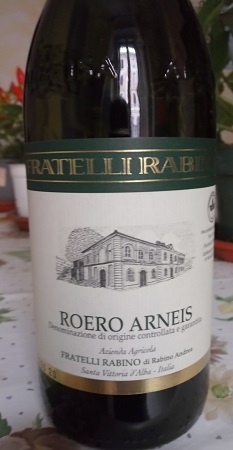 FRATELLI RABIN
ROERO ARNEIS
Denominazione di origine controllata e garantita
Azienda Agricola
FRATELLI RABINO di Rabino Andrea
Santa Vittoria d'Alba - Italia